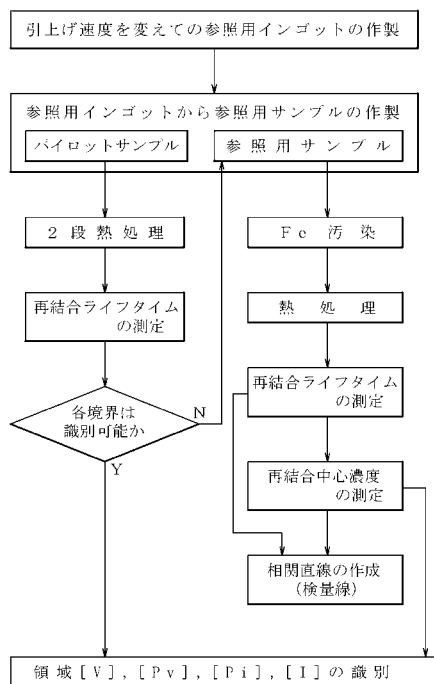 引上げ速度を変えての参照用インゴットの作製
参照用インゴットから参照用サンプルの作製
パイロットサンプル
参照用サンプル
2段熱処理
Fe汚染
再結合ライフタイム
の測定
熱処理
各境界は
識別可能か
N
Y
再結合ライフタイム
の測定
再結合中心濃度
の測定
相関直線の作成
(検量線)
領域[V],[Pv],[Pi],[I]の識別